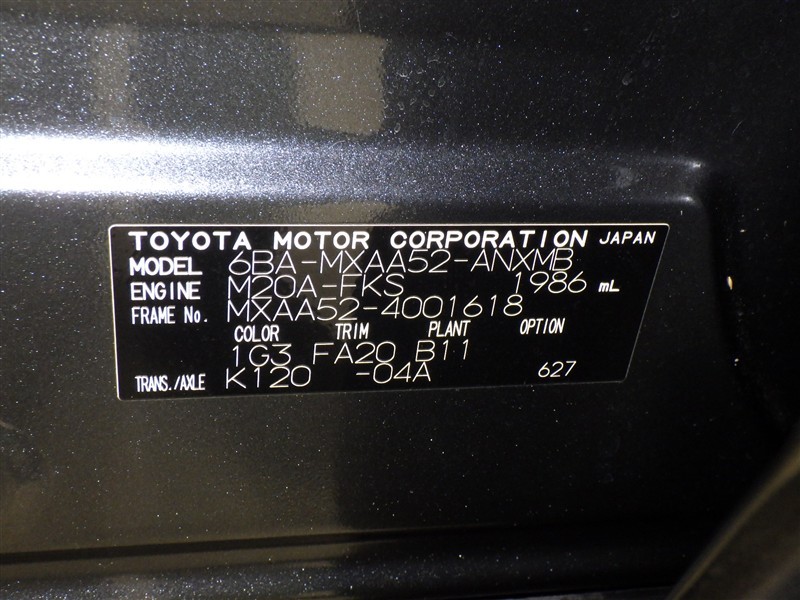 TOYOTA MOTOR CORPORATION JAPAN
MODEL 6BA-MXAA52-ANXMB
ENGINE M20A-FKS 1986 mL
FRAME No. MXAA52-4001618
COLOR TRIM PLANT OPTION
1G3 FA20 B11
TRANS./AXLE K120 -04A 627